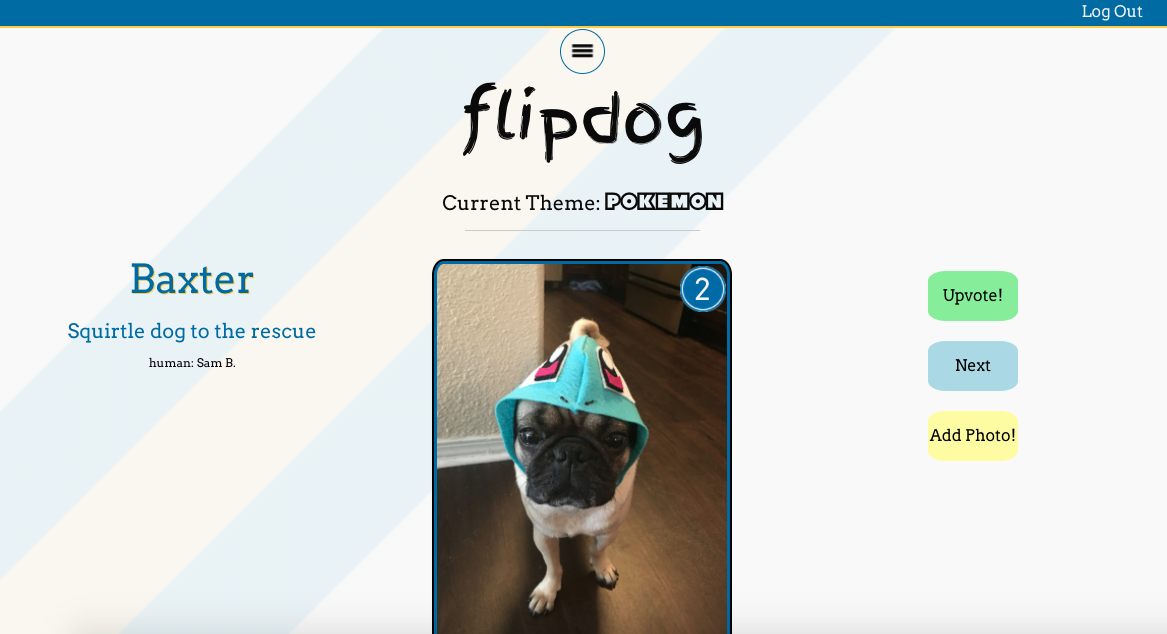 Log Out
flipdog
Current Theme: POKEMON
Baxter
Squirtle dog to the rescue
human: Sam B.
2
Upvote!
Next
Add Photo!